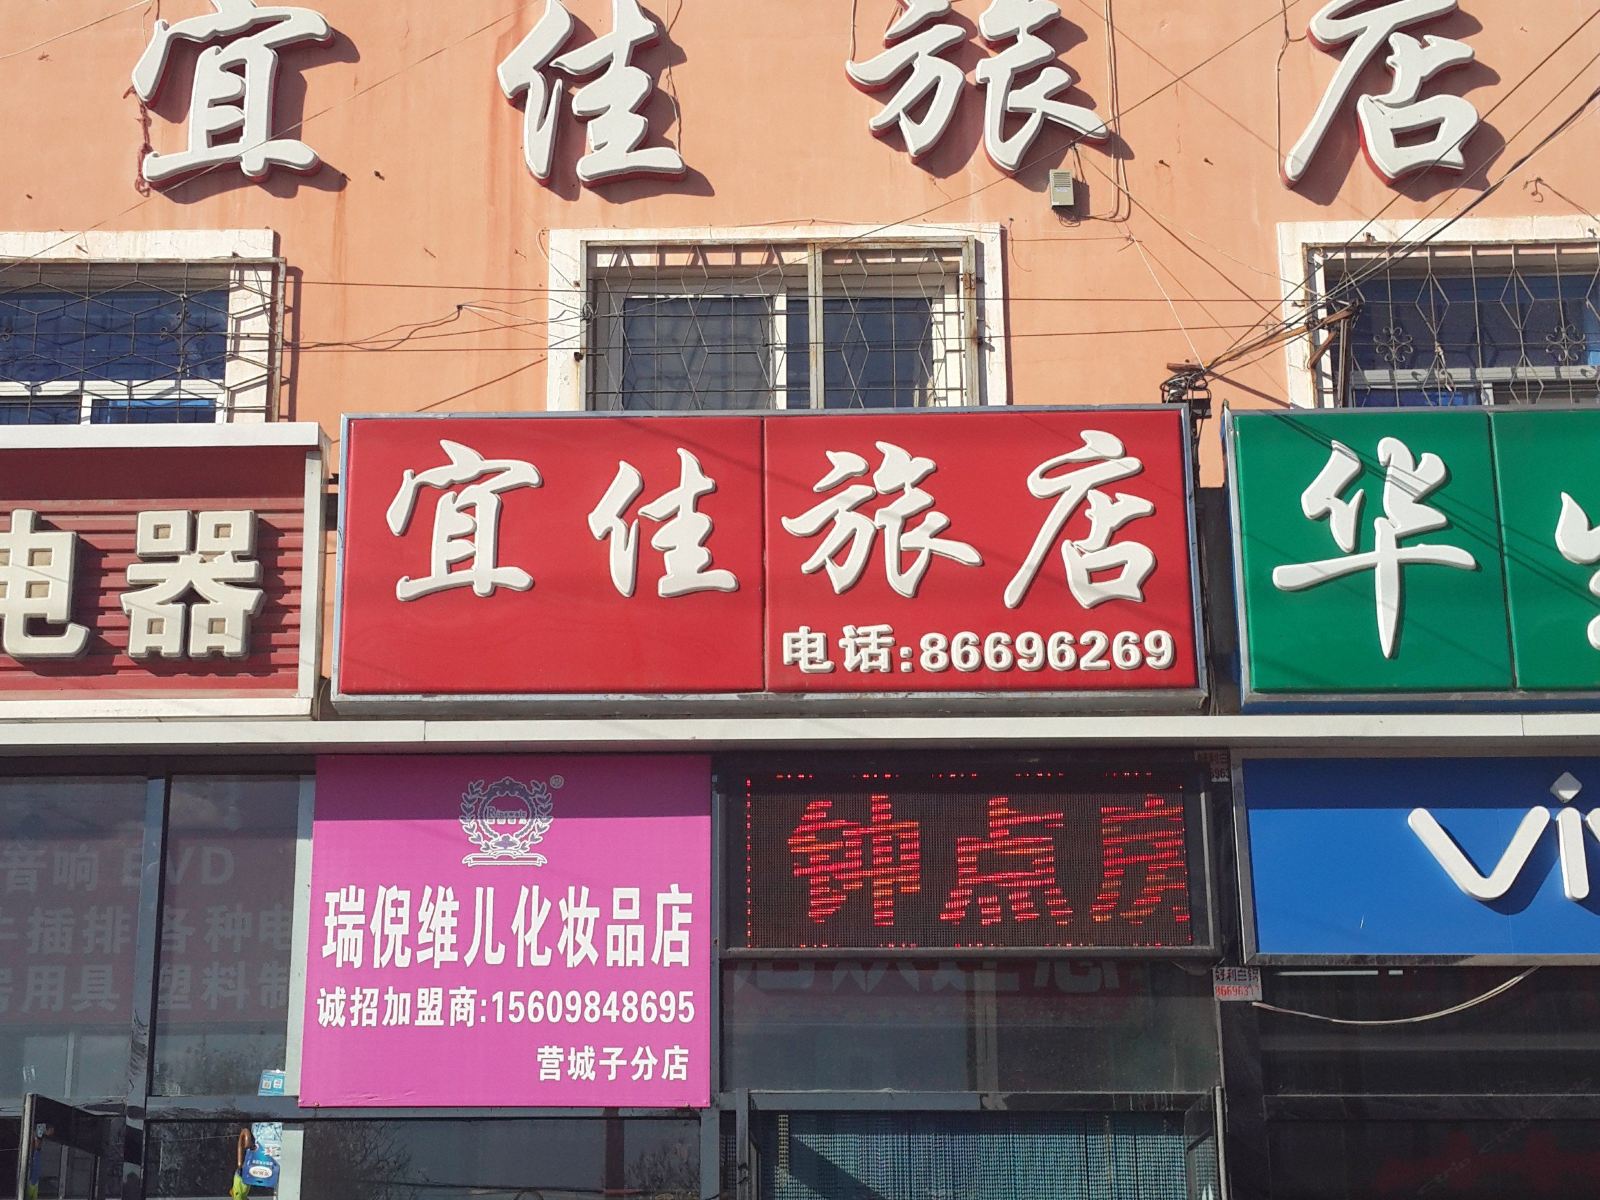 宜佳旅店
电器
宜佳旅店
电话:86696269
华
瑞倪维儿化妆品店
诚招加盟商:15609848695
营城子分店
钟点房
音响 DVD
插排 各种电
用具 塑料制